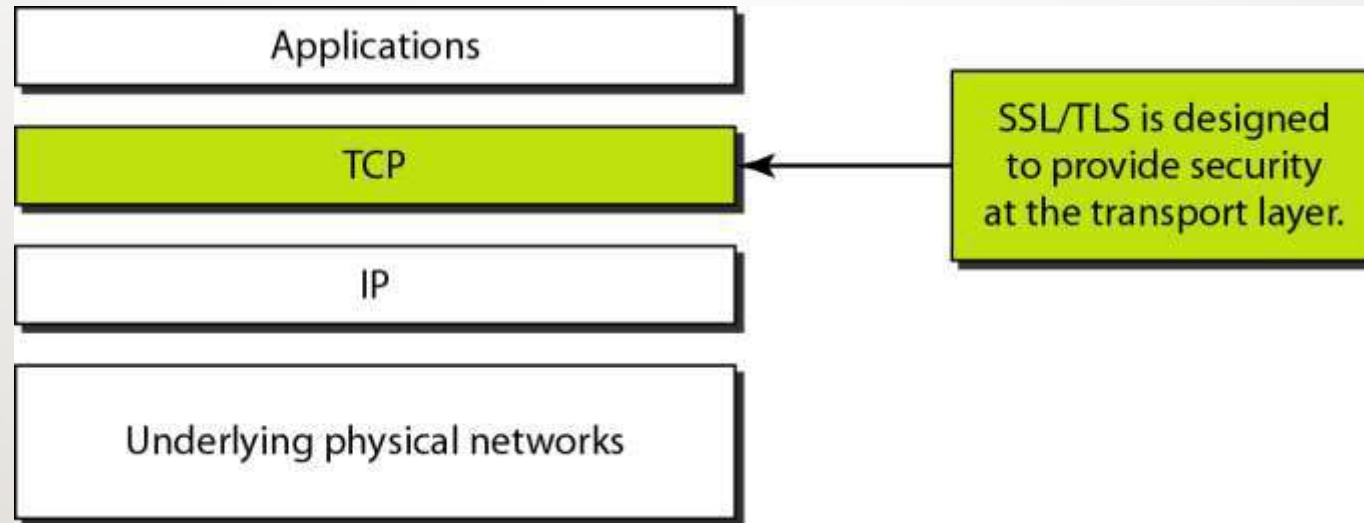 Applications
TCP
SSL/TLS is designed
to provide security
at the transport layer.
IP
Underlying physical networks